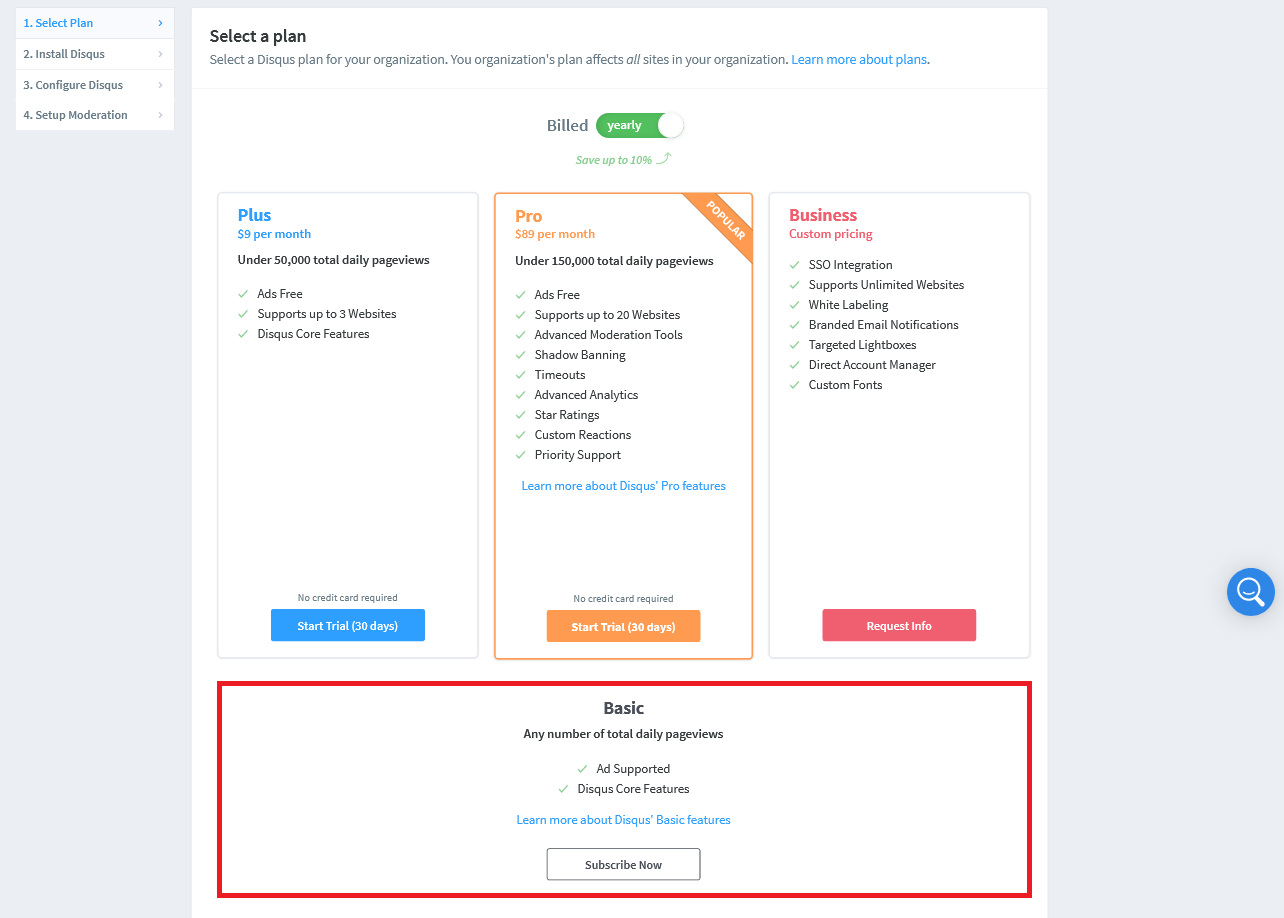 1. Select Plan
2. Install Disqus
3. Configure Disqus
4. Setup Moderation
Select a plan
Select a Disqus plan for your organization. You organization's plan affects all sites in your organization. Learn more about plans.
Billed yearly
Save up to 10%
Plus
$9 per month
Under 50,000 total daily pageviews
Ads Free
Supports up to 3 Websites
Disqus Core Features
No credit card required
Start Trial (30 days)
POPULAR
Pro
$89 per month
Under 150,000 total daily pageviews
Ads Free
Supports up to 20 Websites
Advanced Moderation Tools
Shadow Banning
Timeouts
Advanced Analytics
Star Ratings
Custom Reactions
Priority Support
Learn more about Disqus' Pro features
No credit card required
Start Trial (30 days)
Business
Custom pricing
SSO Integration
Supports Unlimited Websites
White Labeling
Branded Email Notifications
Targeted Lightboxes
Direct Account Manager
Custom Fonts
Request Info
Basic
Any number of total daily pageviews
Ad Supported
Disqus Core Features
Learn more about Disqus' Basic features
Subscribe Now